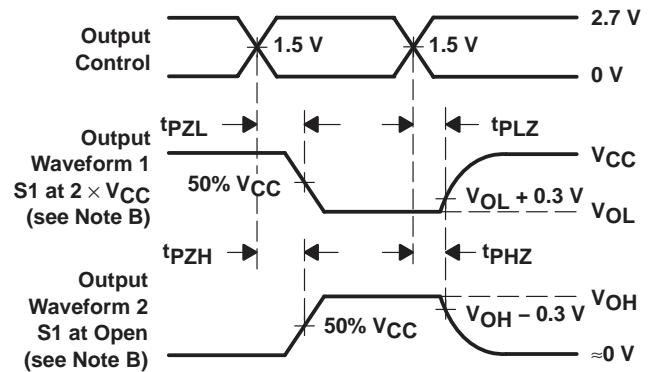 2.7 V
Output
Control
1.5 V
1.5 V
0 V
tPZL
tPLZ
Output
Waveform 1
S1 at 2 × VCC
(see Note B)
VCC
50% VCC
VOL + 0.3 V
VOL
tPZH
tPHZ
Output
Waveform 2
S1 at Open
(see Note B)
VOH
VOH − 0.3 V
50% VCC
≈0 V